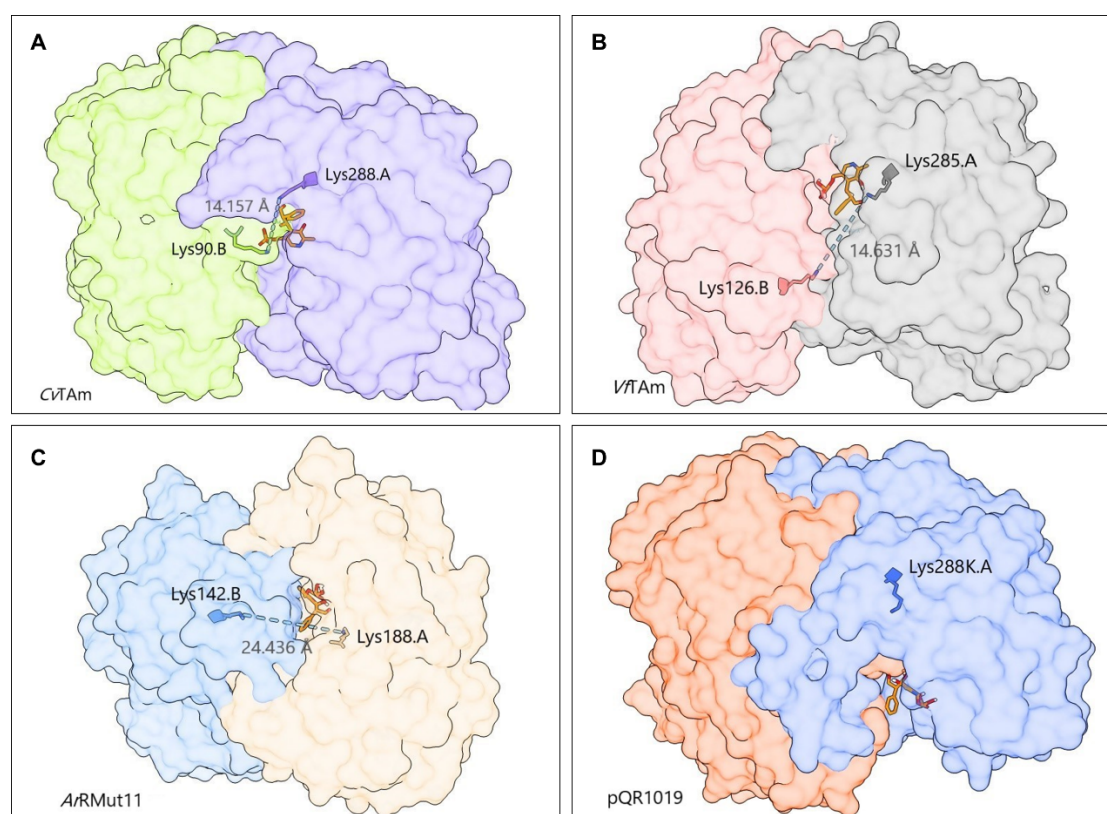 A
Lys288.A
14.157 Å
Lys90.B
CvTAm
B
Lys285.A
14.631 Å
Lys126.B
VfTAm
C
Lys142.B
Lys188.A
24.436 Å
ArRMut11
D
Lys288K.A
pQR1019